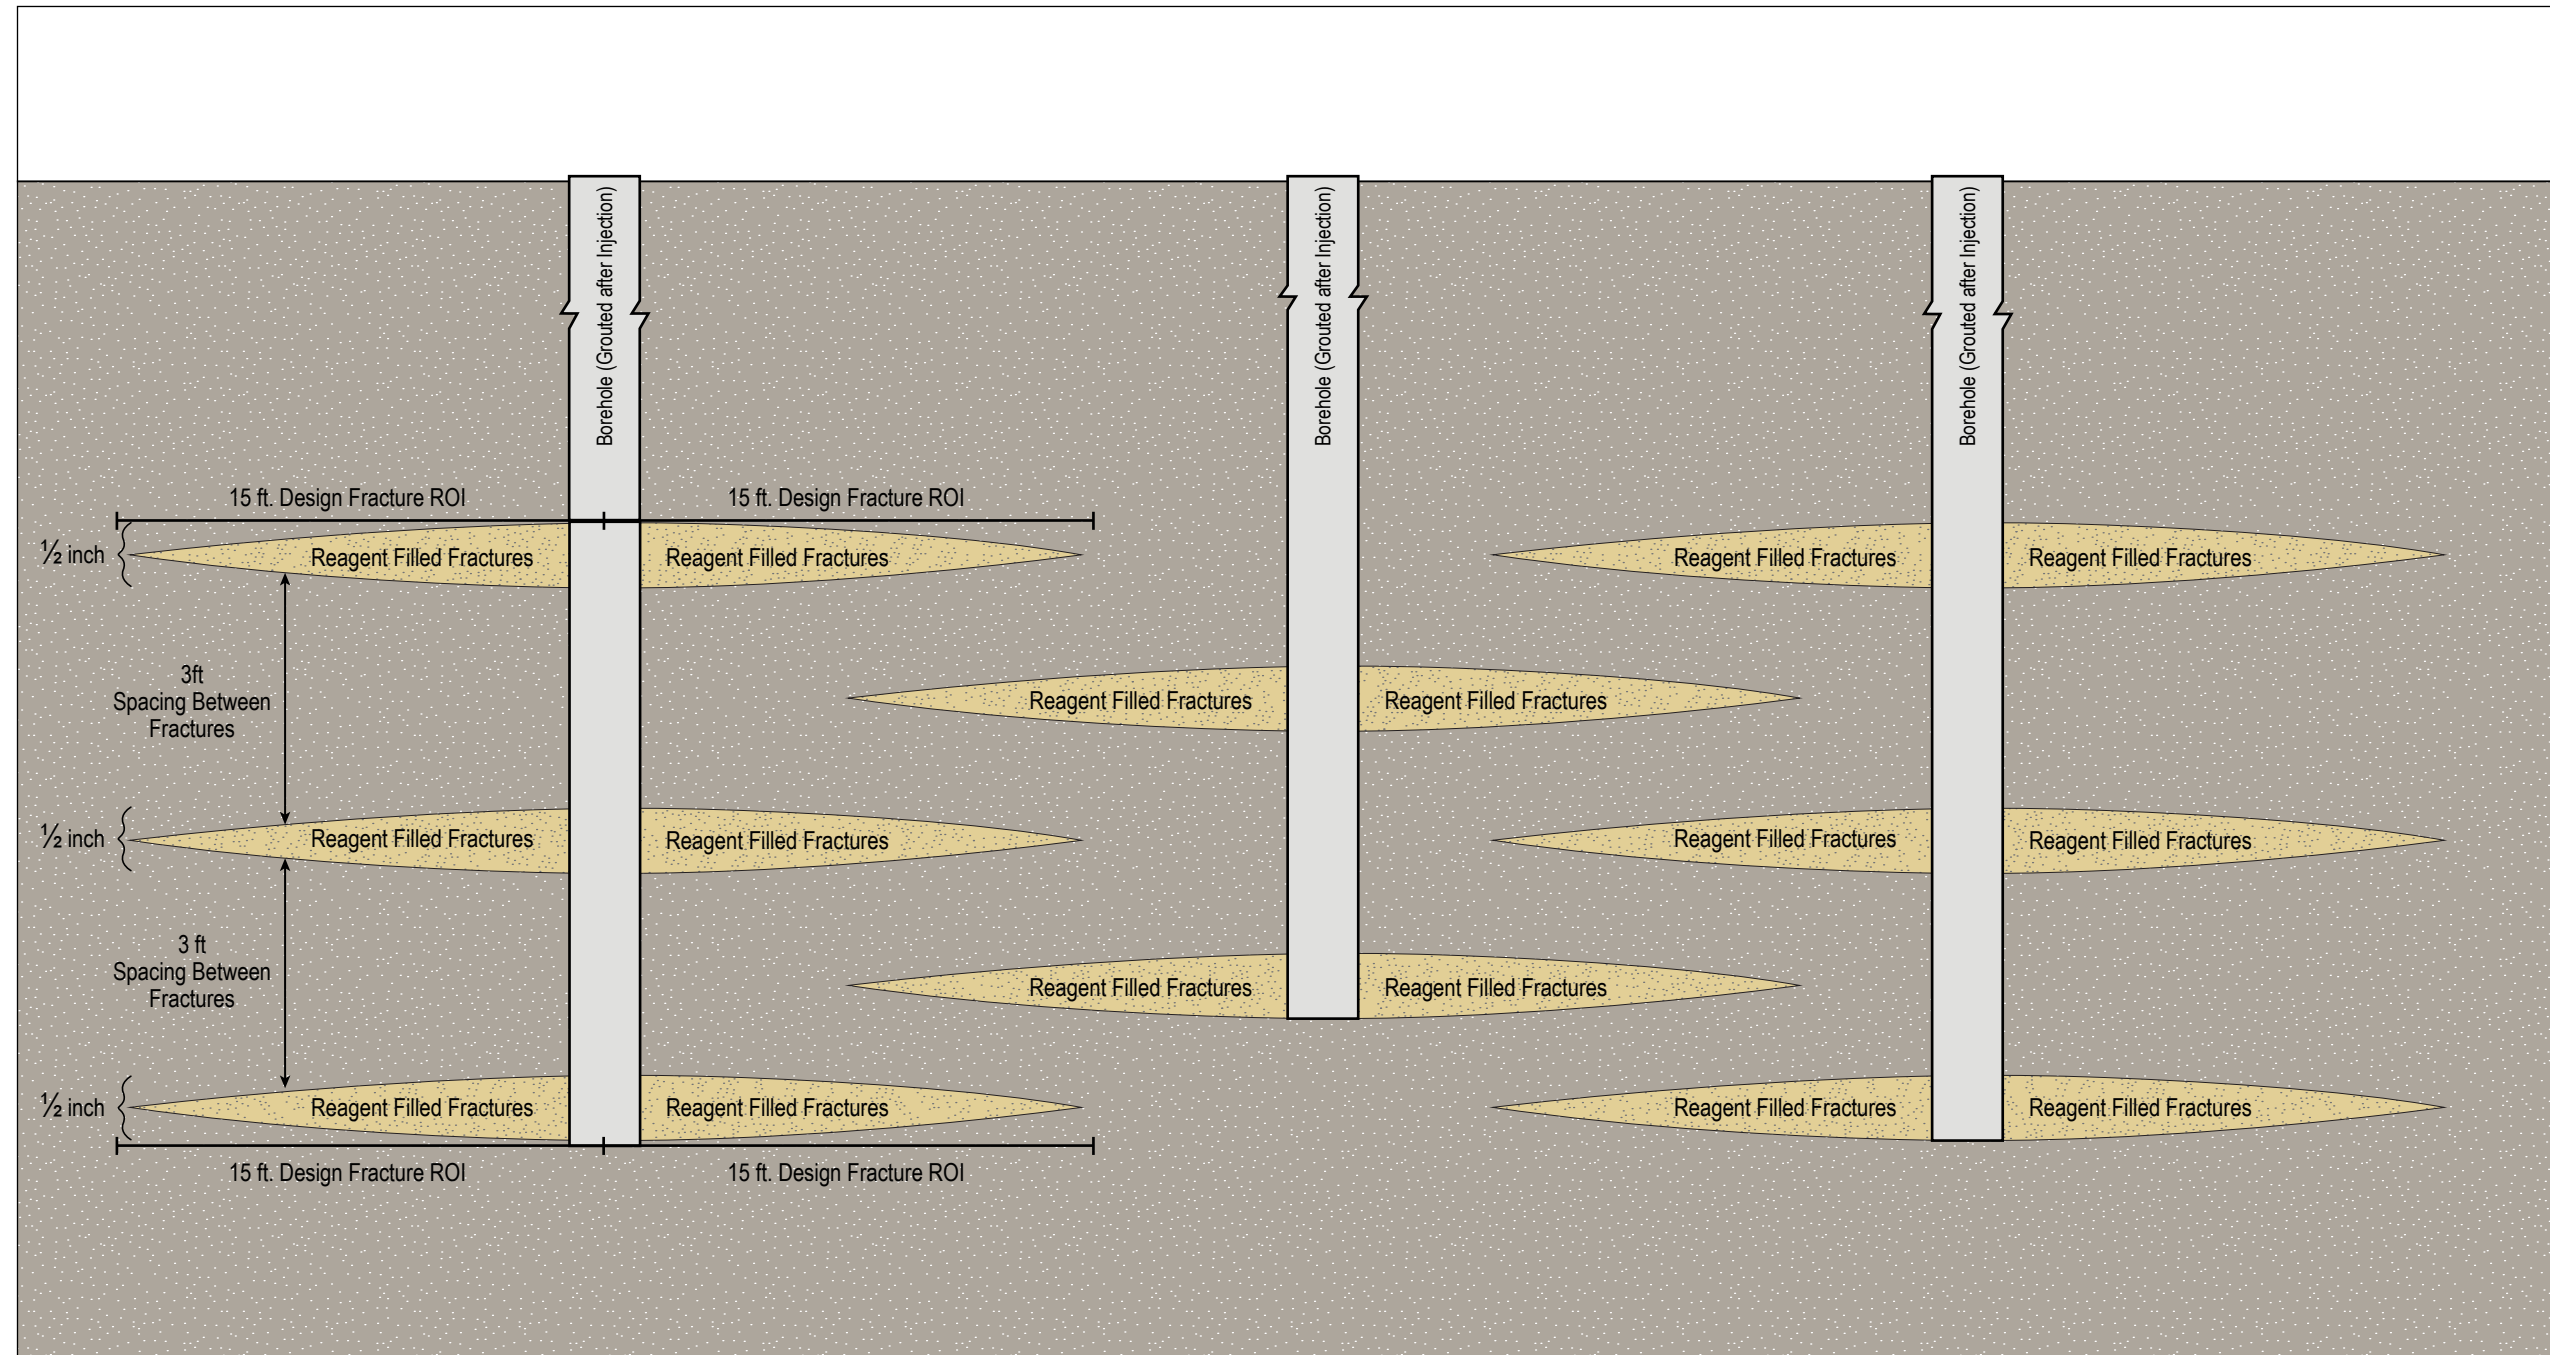 Borehole (Grouted after Injection)
Borehole (Grouted after Injection)
Borehole (Grouted after Injection)
15 ft. Design Fracture ROI
15 ft. Design Fracture ROI
½ inch
Reagent Filled Fractures
Reagent Filled Fractures
Reagent Filled Fractures
Reagent Filled Fractures
3ft
Spacing Between
Fractures
Reagent Filled Fractures
Reagent Filled Fractures
½ inch
Reagent Filled Fractures
Reagent Filled Fractures
Reagent Filled Fractures
Reagent Filled Fractures
3 ft
Spacing Between
Fractures
Reagent Filled Fractures
Reagent Filled Fractures
½ inch
Reagent Filled Fractures
Reagent Filled Fractures
Reagent Filled Fractures
Reagent Filled Fractures
15 ft. Design Fracture ROI
15 ft. Design Fracture ROI